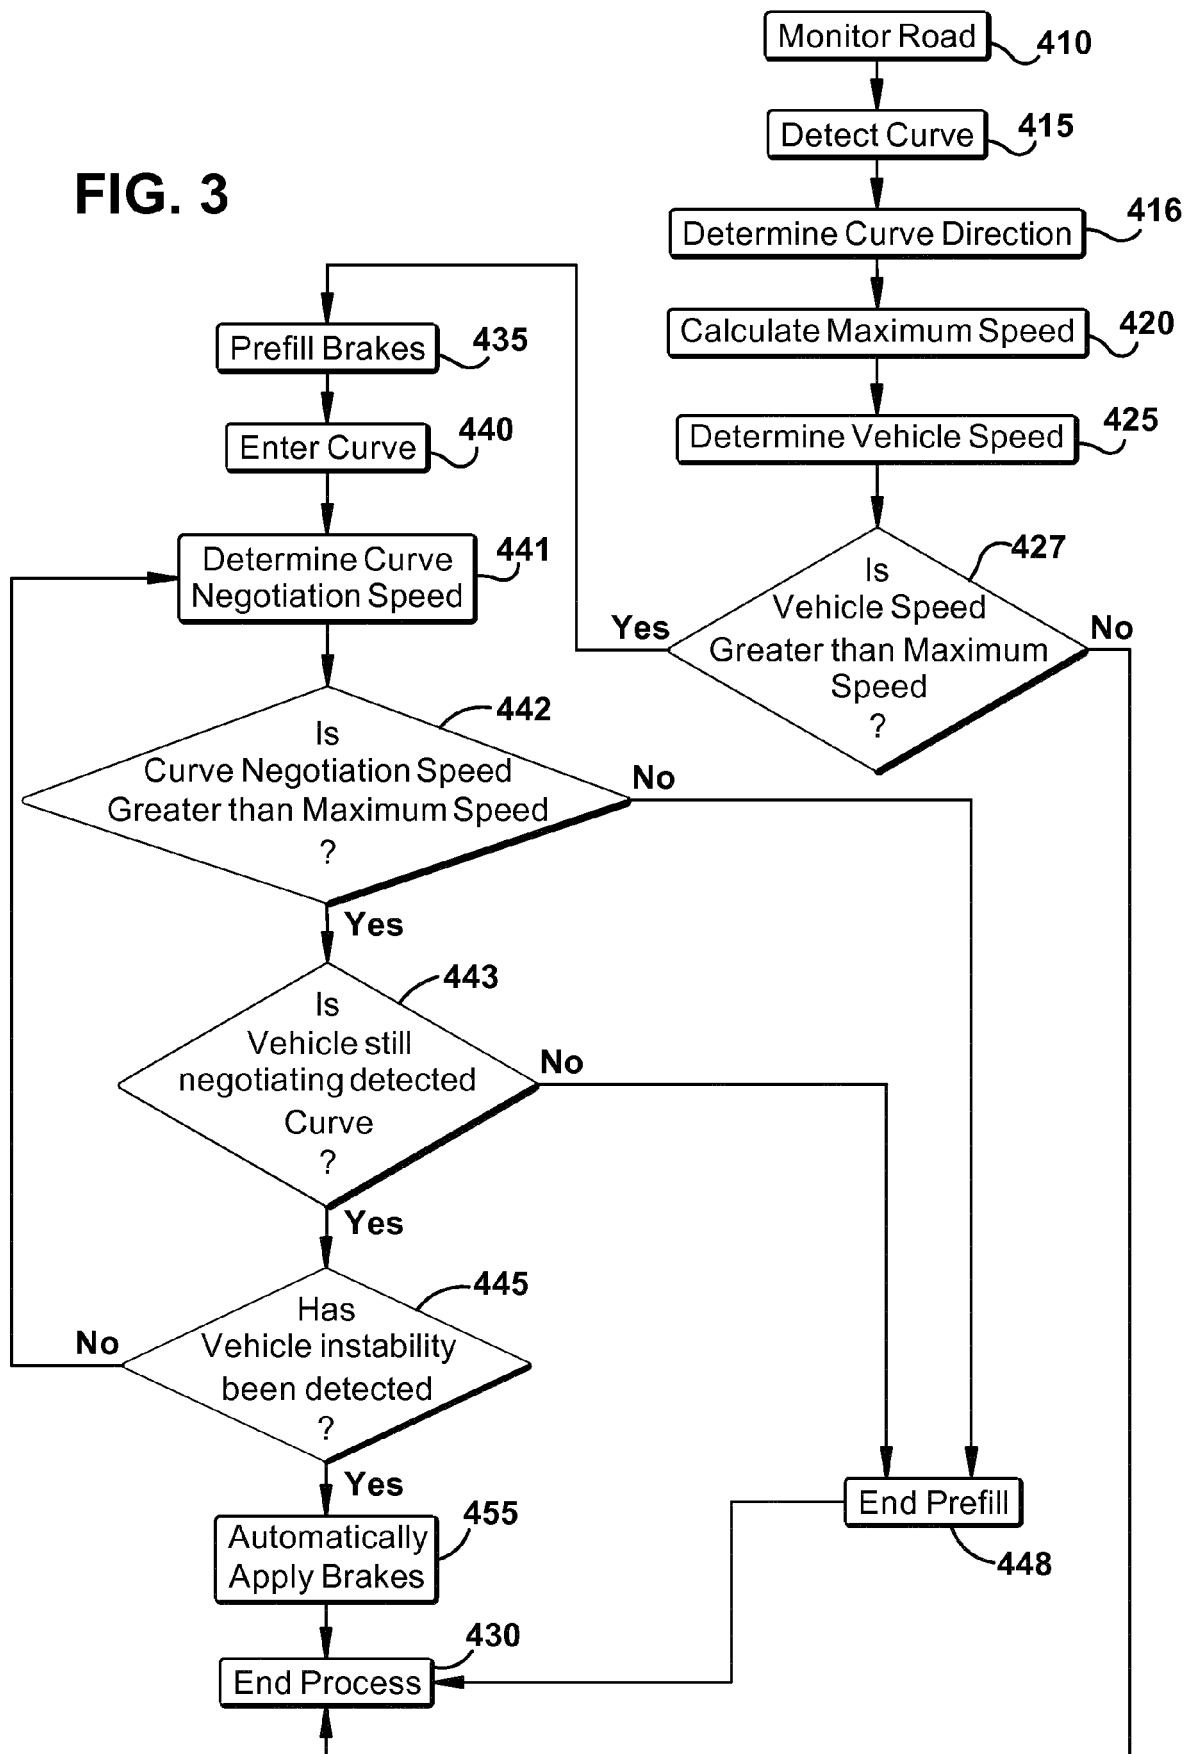 FIG. 3
Monitor Road
410
Detect Curve
415
Determine Curve Direction
416
Calculate Maximum Speed
420
Determine Vehicle Speed
425
Is
Vehicle Speed
Greater than Maximum
Speed
?
427
Yes
No
Prefill Brakes
435
Enter Curve
440
Determine Curve
Negotiation Speed
441
Is
Curve Negotiation Speed
Greater than Maximum Speed
?
442
No
Yes
Is
Vehicle still
negotiating detected
Curve
?
443
No
Yes
Has
Vehicle instability
been detected
?
445
No
Yes
Automatically
Apply Brakes
455
End Prefill
448
End Process
430